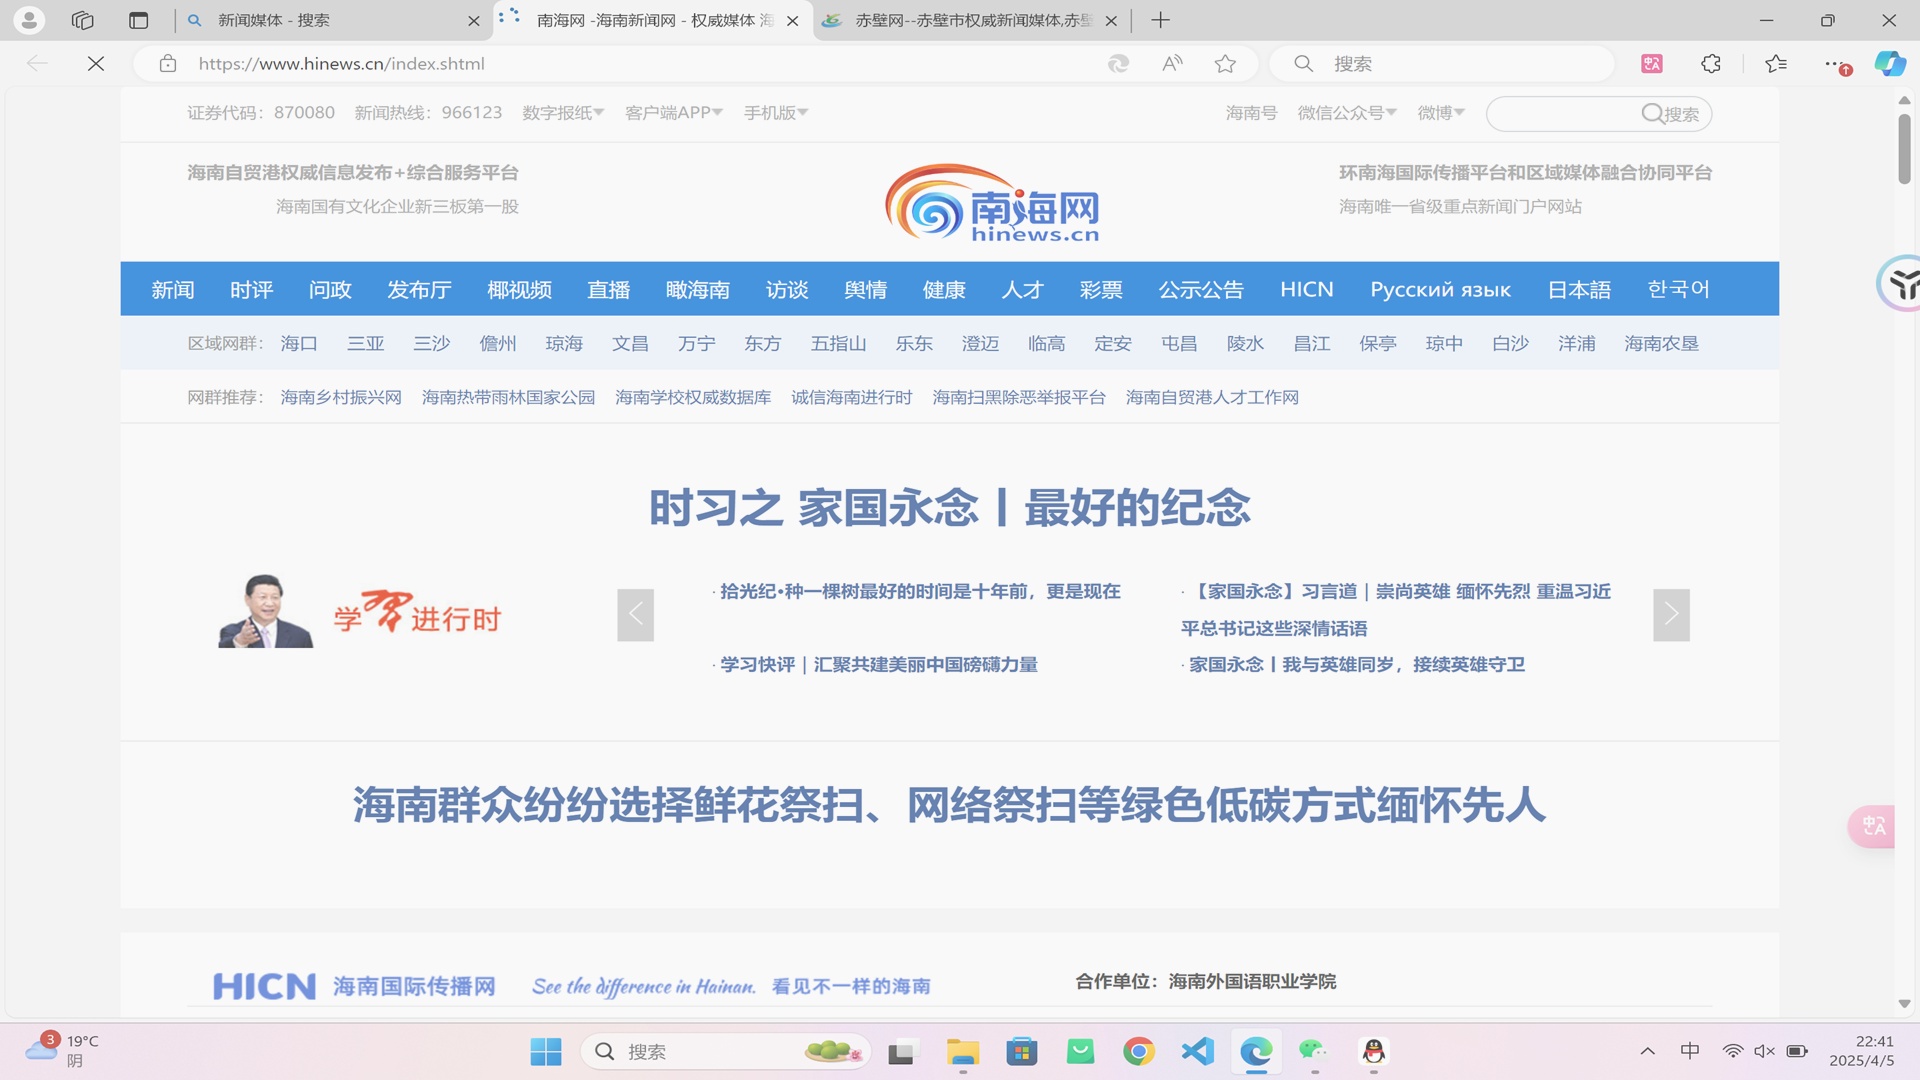 新闻媒体 - 搜索
南海网 -海南新闻网 - 权威媒体 海
赤壁网--赤壁市权威新闻媒体,赤壁
https://www.hinews.cn/index.shtml
搜索
证券代码：870080 新闻热线：966123 数字报纸 客户端APP 手机版
海南号 微信公众号 微博 搜索
海南自贸港权威信息发布+综合服务平台
海南国有文化企业新三板第一股
南海网
hinews.cn
环南海国际传播平台和区域媒体融合协同平台
海南唯一省级重点新闻门户网站
新闻 时评 问政 发布厅 椰视频 直播 瞰海南 访谈 舆情 健康 人才 彩票 公示公告 HICN Русский язык 日本語 한국어
区域网群： 海口 三亚 三沙 儋州 琼海 文昌 万宁 东方 五指山 乐东 澄迈 临高 定安 屯昌 陵水 昌江 保亭 琼中 白沙 洋浦 海南农垦
网群推荐： 海南乡村振兴网 海南热带雨林国家公园 海南学校权威数据库 诚信海南进行时 海南扫黑除恶举报平台 海南自贸港人才工作网
时习之 家国永念丨最好的纪念
学习进行时
· 拾光纪•种一棵树最好的时间是十年前，更是现在
· 【家国永念】习言道｜崇尚英雄 缅怀先烈 重温习近
平总书记这些深情话语
· 学习快评｜汇聚共建美丽中国磅礴力量
· 家国永念丨我与英雄同岁，接续英雄守卫
海南群众纷纷选择鲜花祭扫、网络祭扫等绿色低碳方式缅怀先人
HICN 海南国际传播网 See the difference in Hainan. 看见不一样的海南
合作单位：海南外国语职业学院
3
19°C
阴
搜索
中
22:41
2025/4/5